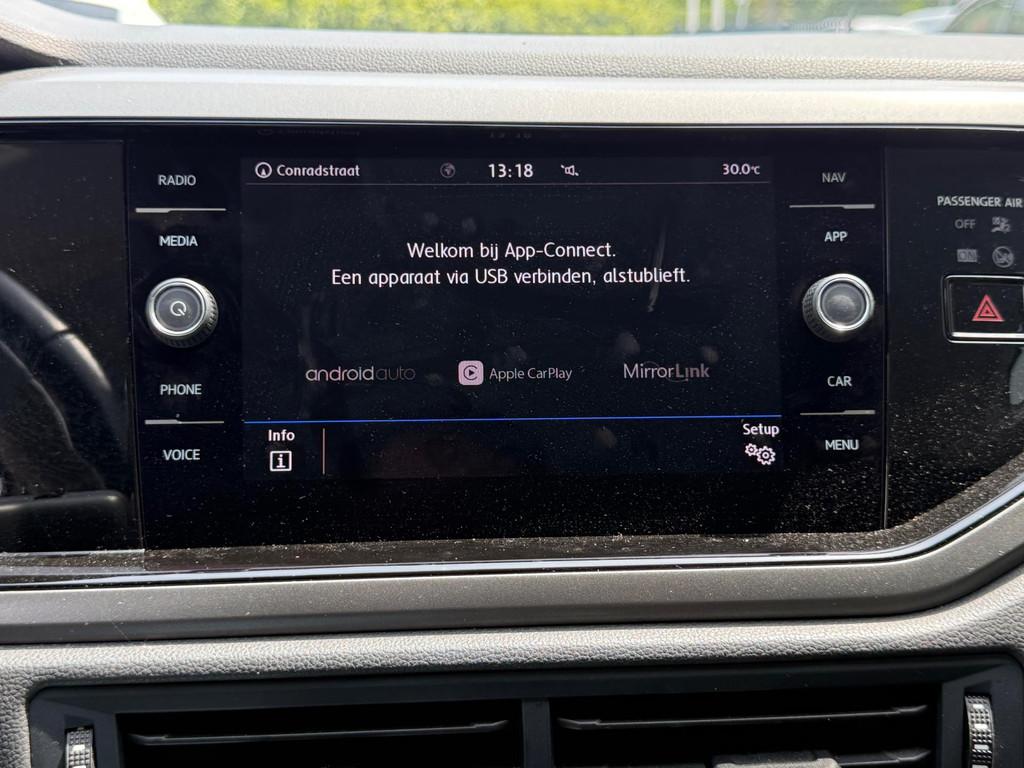 Conradstraat 13:18 30.0°C
RADIO
MEDIA
PHONE
VOICE
Welkom bij App-Connect.
Een apparaat via USB verbinden, alstublieft.
androidauto Apple CarPlay MirrorLink
Info
Setup
NAV
APP
CAR
MENU
PASSENGER AIR
OFF
ON